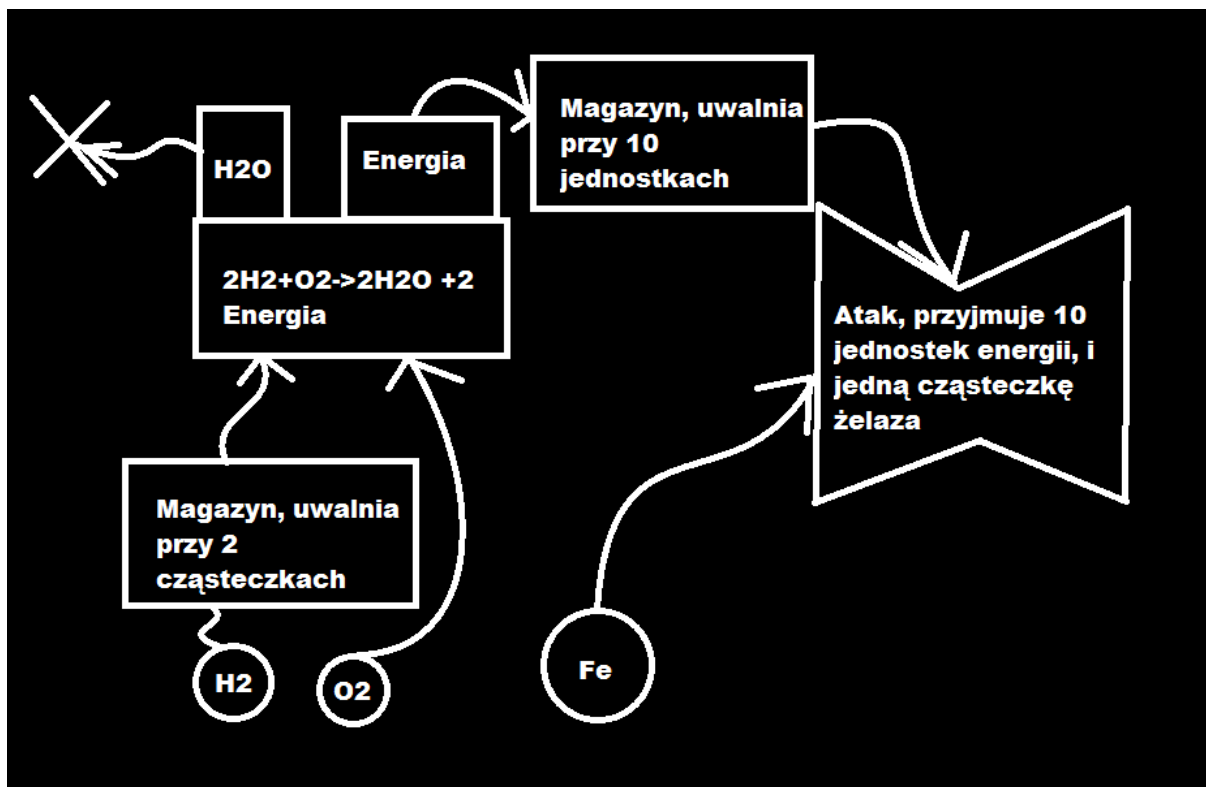 Magazyn, uwalnia
przy 10
jednostkach
H2O
Energia
2H2+O2->2H2O +2
Energia
Atak, przyjmuje 10
jednostek energii, i
jedną cząsteczkę
żelaza
Magazyn, uwalnia
przy 2
cząsteczkach
H2
O2
Fe